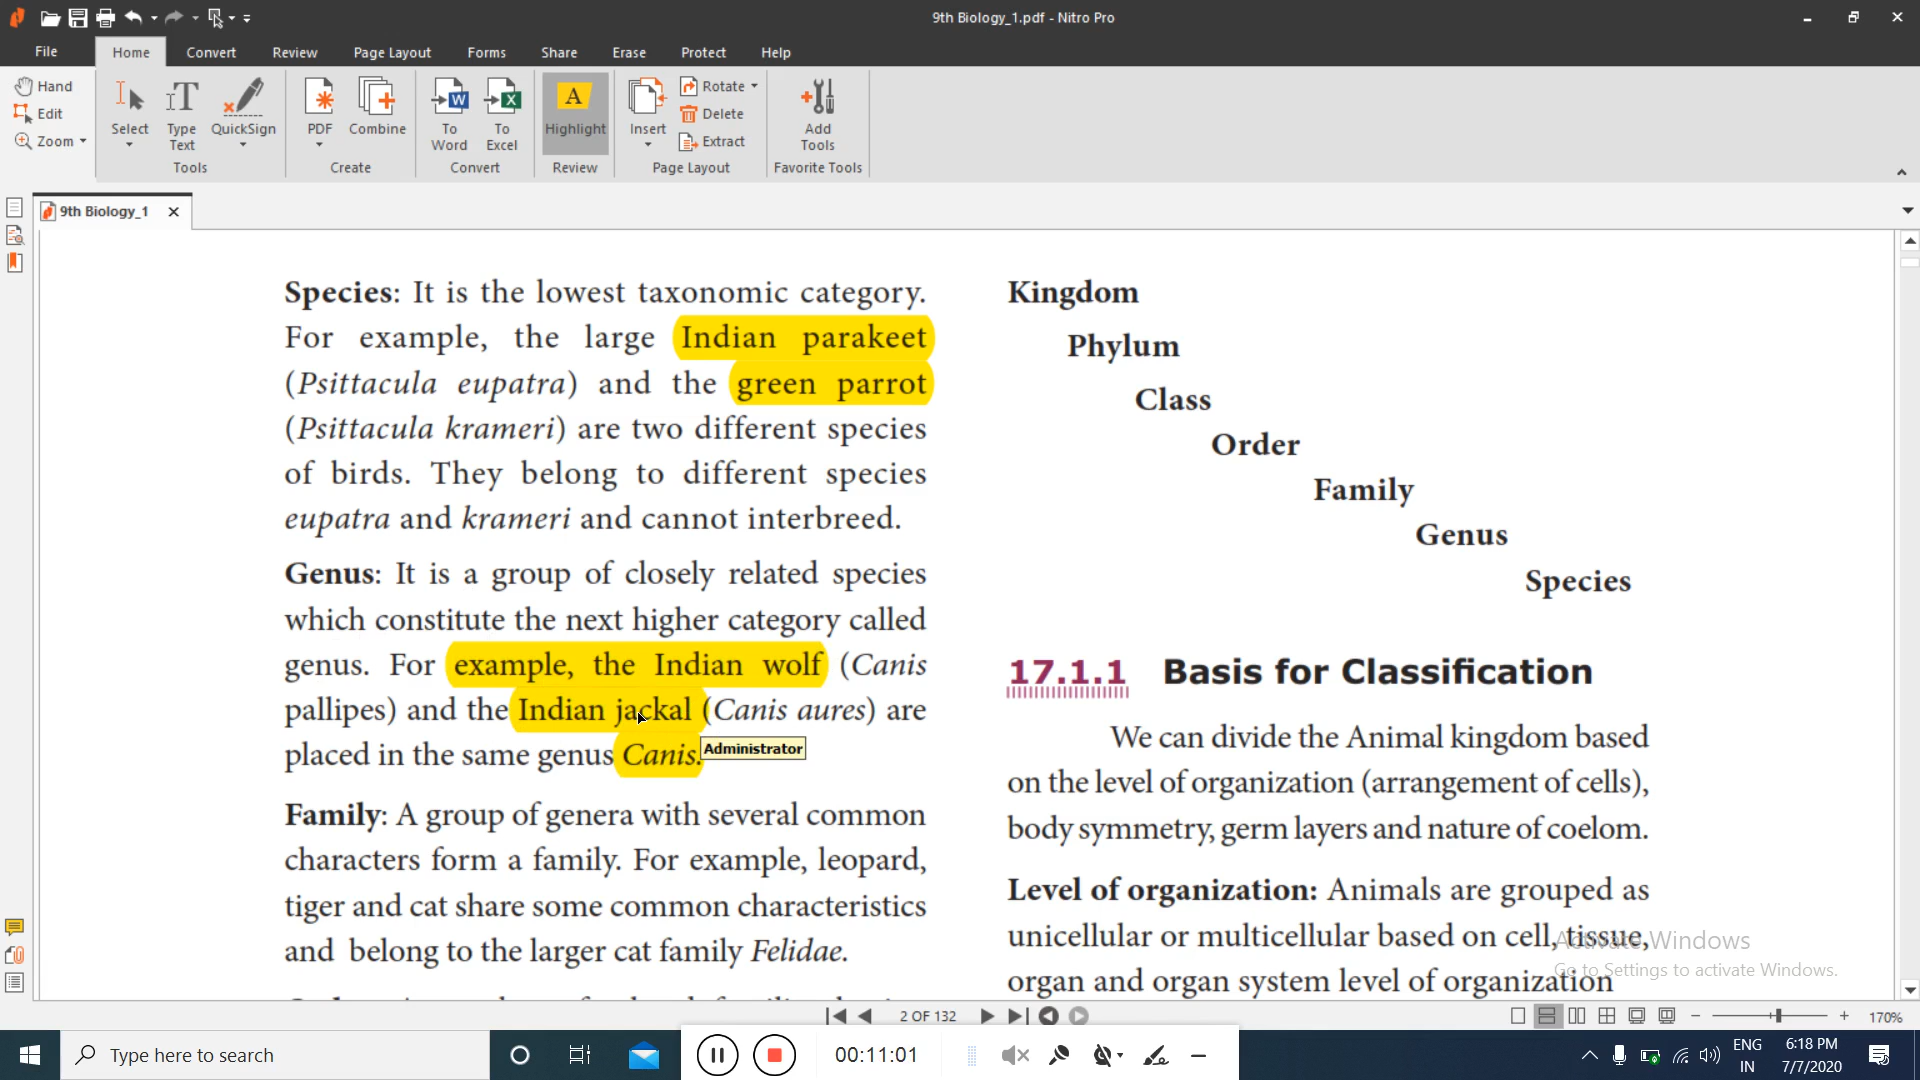 9th Biology_1.pdf - Nitro Pro
File
Home
Convert
Review
Page Layout
Forms
Share
Erase
Protect
Help
Hand
Edit
Zoom
Select
Type
Text
QuickSign
Tools
PDF
Combine
Create
To
Word
To
Excel
Convert
A
Highlight
Review
Insert
Rotate
Delete
Extract
Page Layout
Add
Tools
Favorite Tools
9th Biology_1
Species: It is the lowest taxonomic category.
For example, the large Indian parakeet
(Psittacula eupatra) and the green parrot
(Psittacula krameri) are two different species
of birds. They belong to different species
eupatra and krameri and cannot interbreed.
Genus: It is a group of closely related species
which constitute the next higher category called
genus. For example, the Indian wolf (Canis
pallipes) and the Indian jackal (Canis aures) are
placed in the same genus Canis.
Administrator
Family: A group of genera with several common
characters form a family. For example, leopard,
tiger and cat share some common characteristics
and belong to the larger cat family Felidae.
Kingdom
Phylum
Class
Order
Family
Genus
Species
17.1.1 Basis for Classification
We can divide the Animal kingdom based
on the level of organization (arrangement of cells),
body symmetry, germ layers and nature of coelom.
Level of organization: Animals are grouped as
unicellular or multicellular based on cell, tissue,
organ and organ system level of organization
Activate Windows
Go to Settings to activate Windows.
2 OF 132
170%
Type here to search
00:11:01
ENG
IN
6:18 PM
7/7/2020